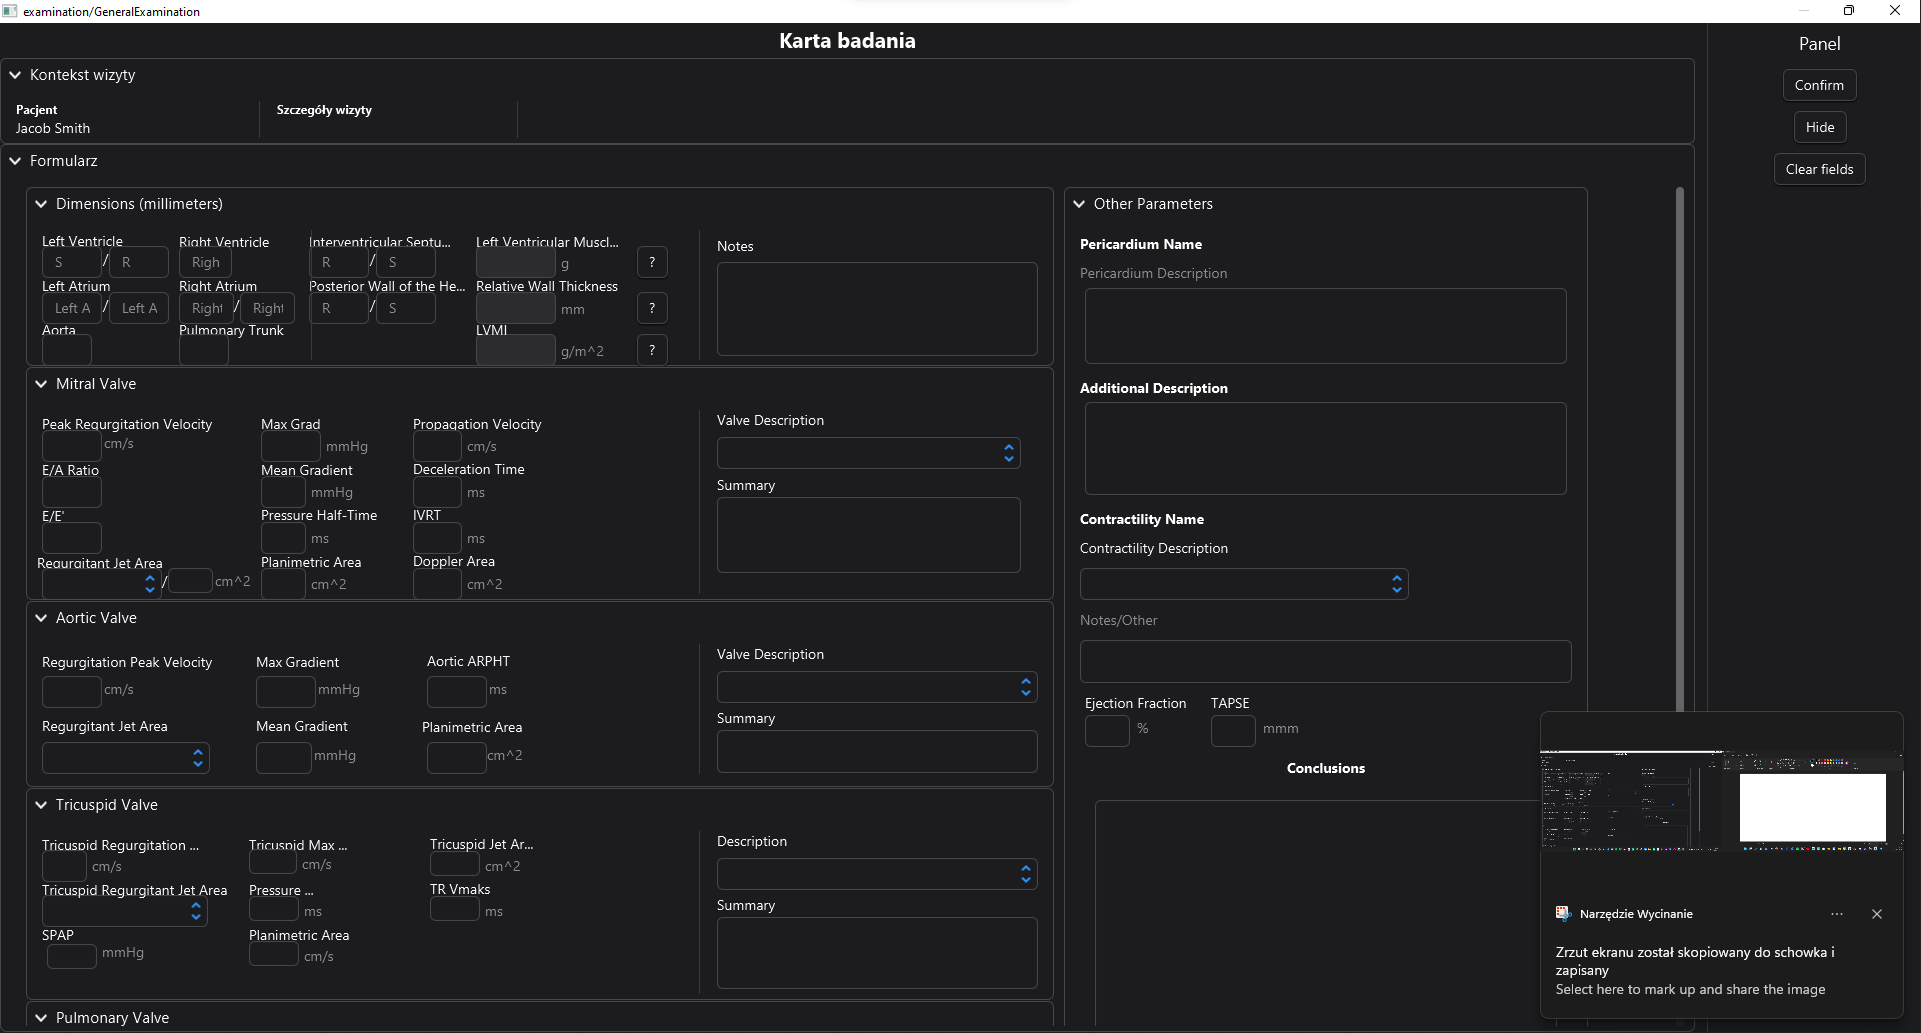 examination/GeneralExamination
Karta badania
Kontekst wizyty
Pacjent
Jacob Smith
Szczegóły wizyty
Formularz
Dimensions (millimeters)
Left Ventricle
S / R
Right Ventricle
Righ
Interventricular Septu...
R / S
Left Ventricular Muscl...
g
?
Left Atrium
Left A / Left A
Right Atrium
Right / Right
Posterior Wall of the He...
R / S
Relative Wall Thickness
mm
?
Aorta
Pulmonary Trunk
LVMI
g/m^2
?
Notes
Mitral Valve
Peak Regurgitation Velocity
cm/s
Max Grad
mmHg
Propagation Velocity
cm/s
E/A Ratio
Mean Gradient
mmHg
Deceleration Time
ms
E/E'
Pressure Half-Time
ms
IVRT
ms
Regurgitant Jet Area
/ cm^2
Planimetric Area
cm^2
Doppler Area
cm^2
Valve Description
Summary
Aortic Valve
Regurgitation Peak Velocity
cm/s
Max Gradient
mmHg
Aortic ARPHT
ms
Regurgitant Jet Area
Mean Gradient
mmHg
Planimetric Area
cm^2
Valve Description
Summary
Tricuspid Valve
Tricuspid Regurgitation ...
cm/s
Tricuspid Max ...
cm/s
Tricuspid Jet Ar...
cm^2
Tricuspid Regurgitant Jet Area
Pressure ...
ms
TR Vmaks
ms
SPAP
mmHg
Planimetric Area
cm/s
Description
Summary
Pulmonary Valve
Other Parameters
Pericardium Name
Pericardium Description
Additional Description
Contractility Name
Contractility Description
Notes/Other
Ejection Fraction
%
TAPSE
mmm
Conclusions
Panel
Confirm
Hide
Clear fields
Narzędzie Wycinanie
Zrzut ekranu został skopiowany do schowka i
zapisany
Select here to mark up and share the image